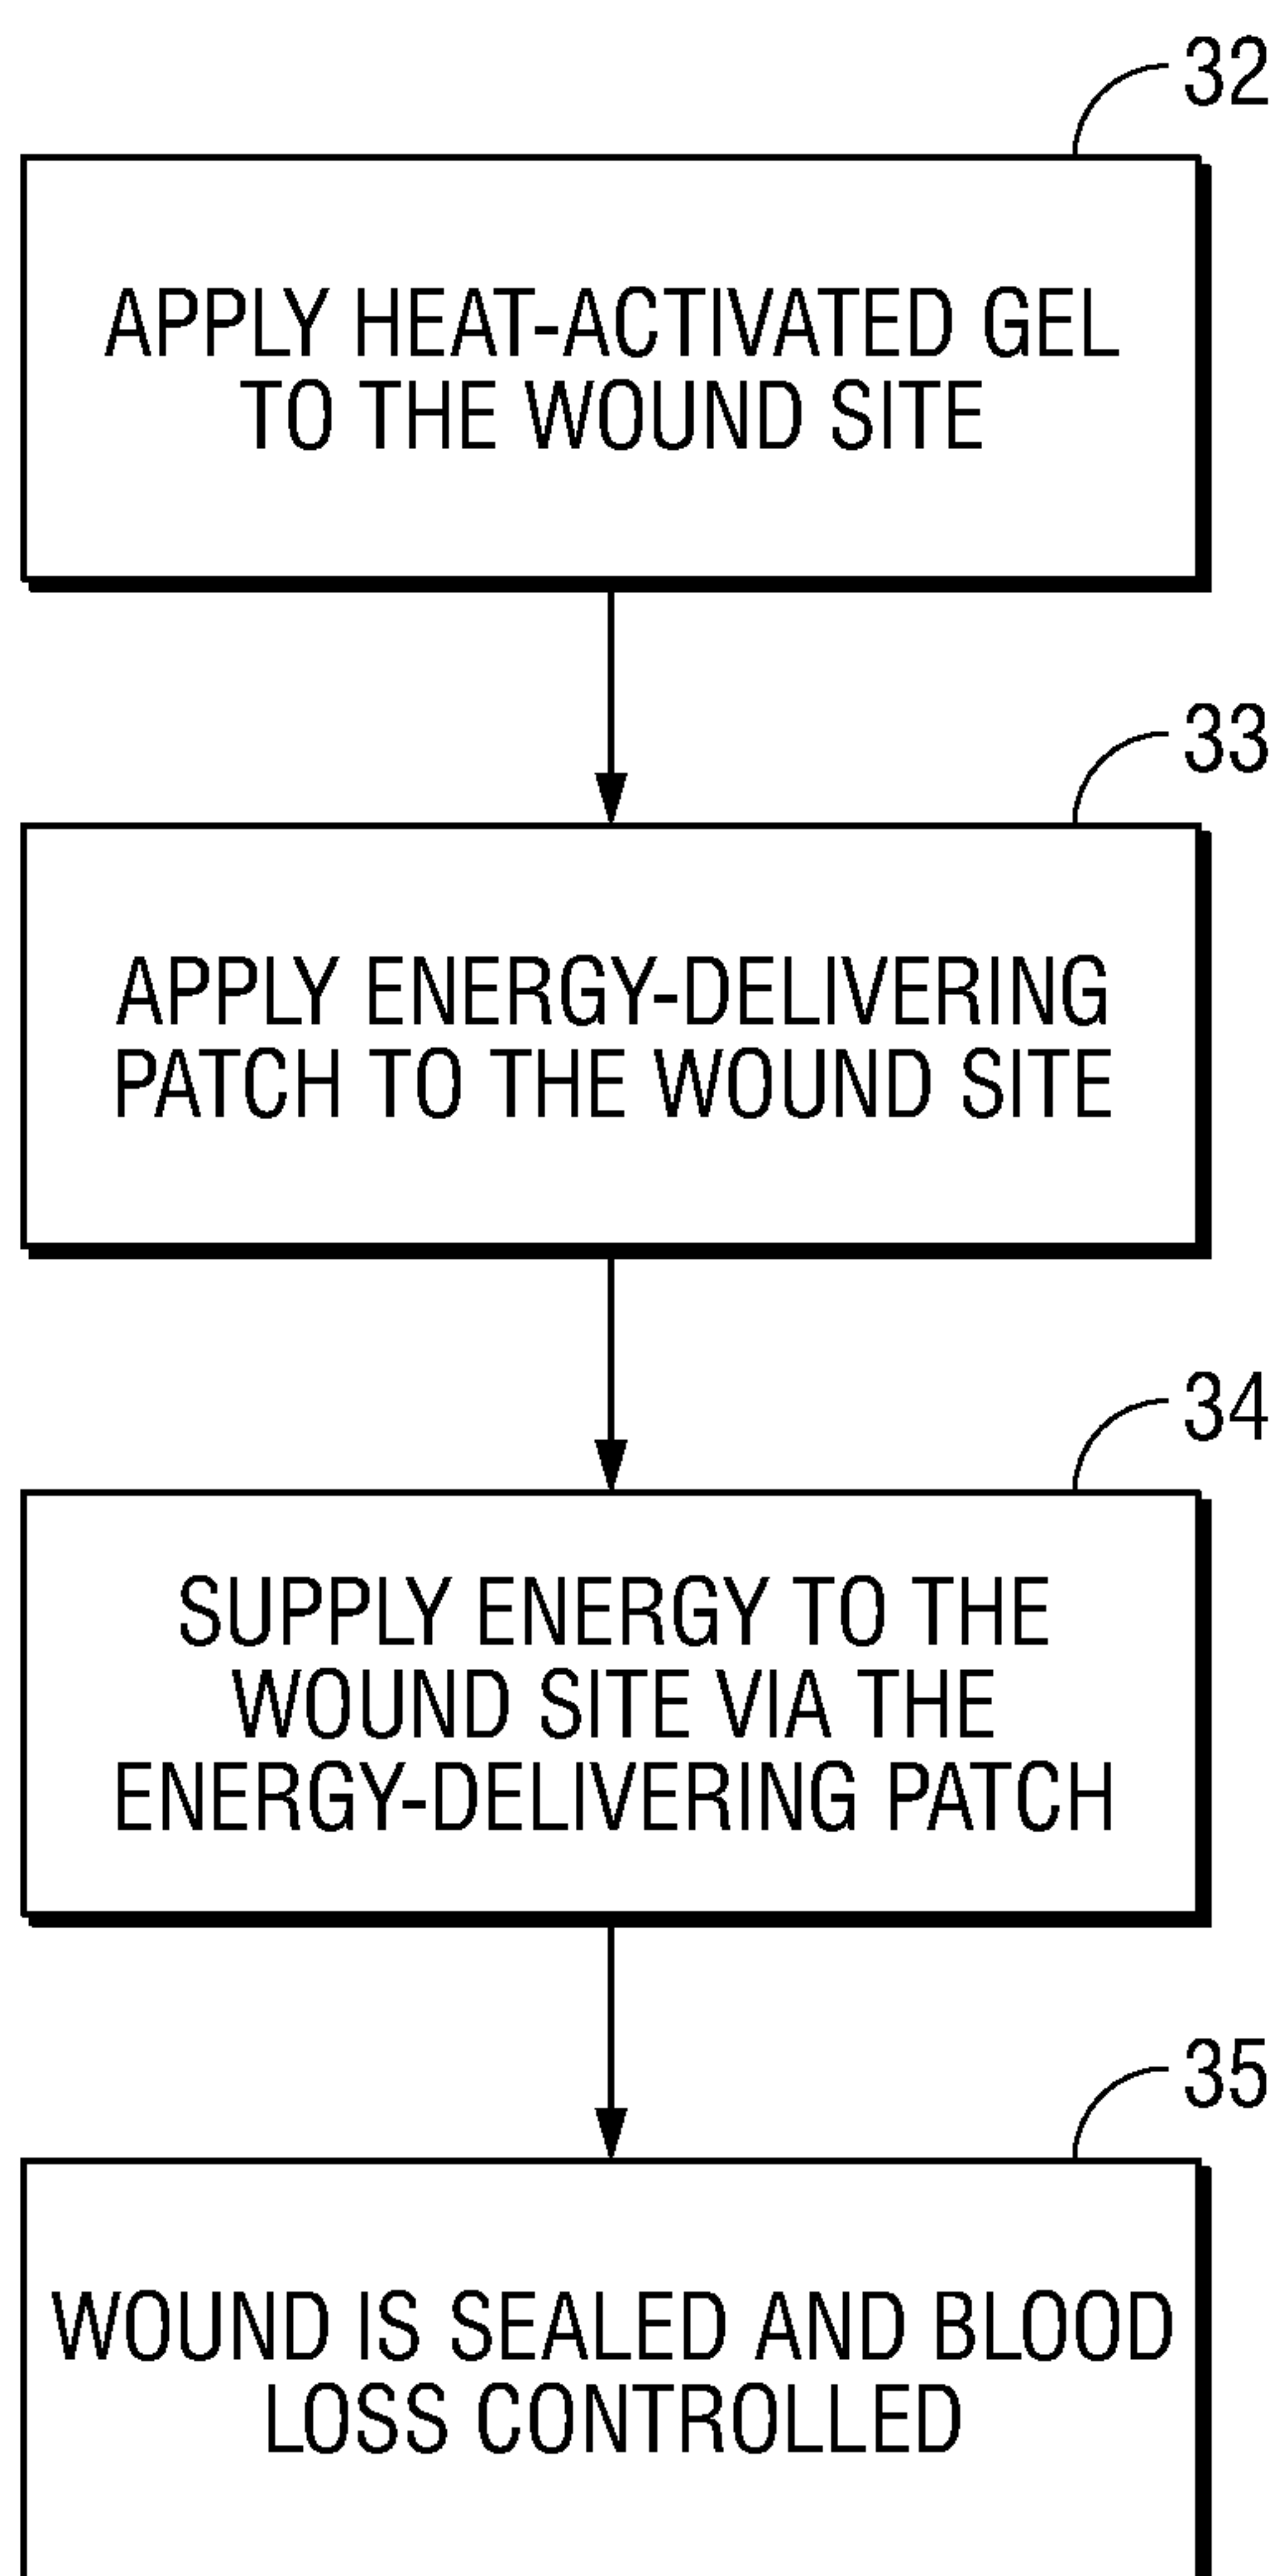 32
APPLY HEAT-ACTIVATED GEL
TO THE WOUND SITE
33
APPLY ENERGY-DELIVERING
PATCH TO THE WOUND SITE
34
SUPPLY ENERGY TO THE
WOUND SITE VIA THE
ENERGY-DELIVERING PATCH
35
WOUND IS SEALED AND BLOOD
LOSS CONTROLLED